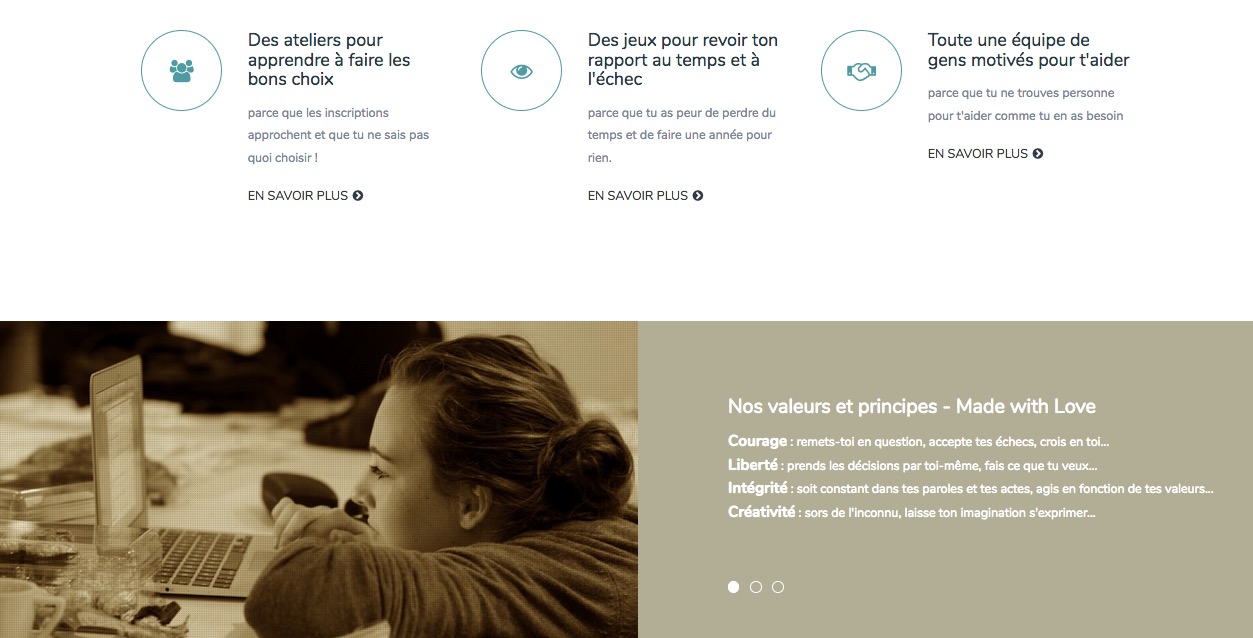 Des ateliers pour
apprendre à faire les
bons choix
parce que les inscriptions
approchent et que tu ne sais pas
quoi choisir !
EN SAVOIR PLUS
Des jeux pour revoir ton
rapport au temps et à
l'échec
parce que tu as peur de perdre du
temps et de faire une année pour
rien.
EN SAVOIR PLUS
Toute une équipe de
gens motivés pour t'aider
parce que tu ne trouves personne
pour t'aider comme tu en as besoin
EN SAVOIR PLUS
Nos valeurs et principes - Made with Love
Courage : remets-toi en question, accepte tes échecs, crois en toi...
Liberté : prends les décisions par toi-même, fais ce que tu veux...
Intégrité : soit constant dans tes paroles et tes actes, agis en fonction de tes valeurs...
Créativité : sors de l'inconnu, laisse ton imagination s'exprimer...